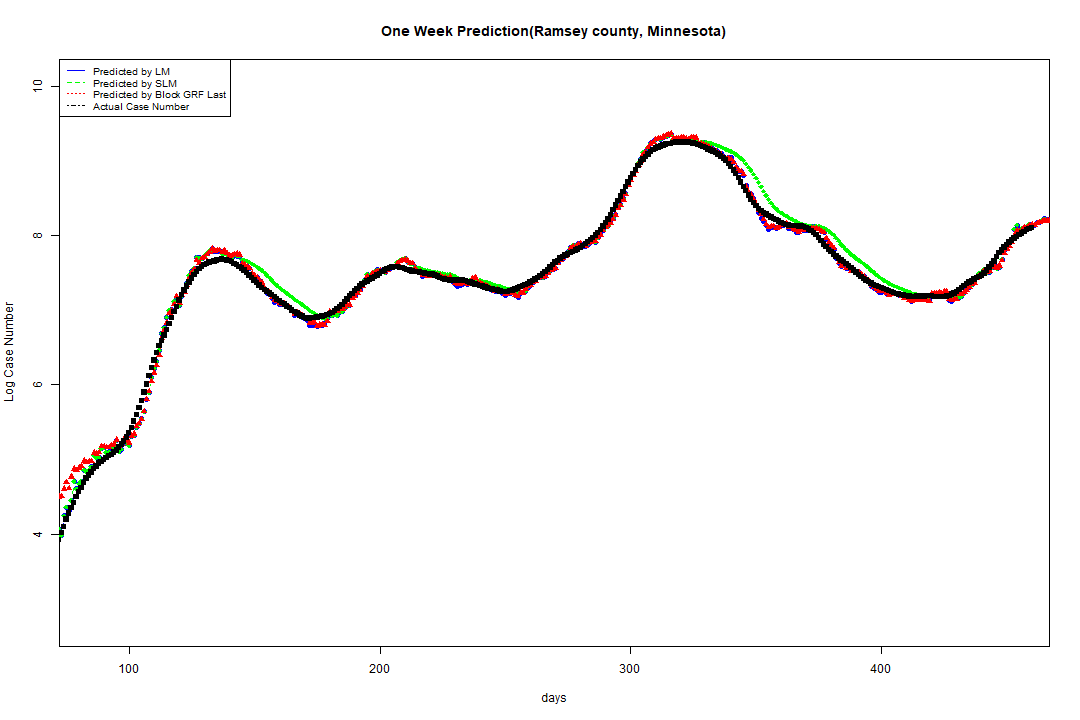 One Week Prediction(Ramsey county, Minnesota)
Predicted by LM
Predicted by SLM
Predicted by Block GRF Last
Actual Case Number
10
8
6
4
Log Case Number
100 200 300 400
days